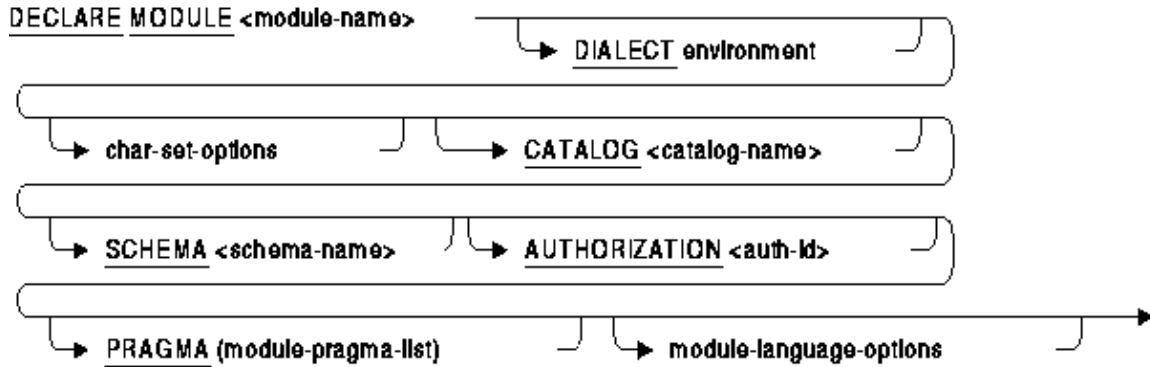 DECLARE MODULE <module-name>
DIALECT environment
char-set-options CATALOG <catalog-name>
SCHEMA <schema-name> AUTHORIZATION <auth-id>
PRAGMA (module-pragma-list) module-language-options